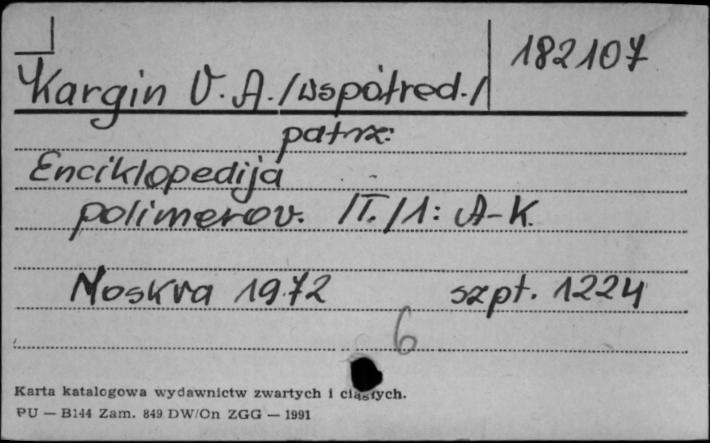 182107
Kargin V. A. /współred./
patrz:
Enciklopedija
polimerov. /T./1: A-K.
Moskva 1972 szpt. 1224
6
Karta katalogowa wydawnictw zwartych i ciągłych.
PU — B144 Zam. 849 DW/On ZGG — 1991